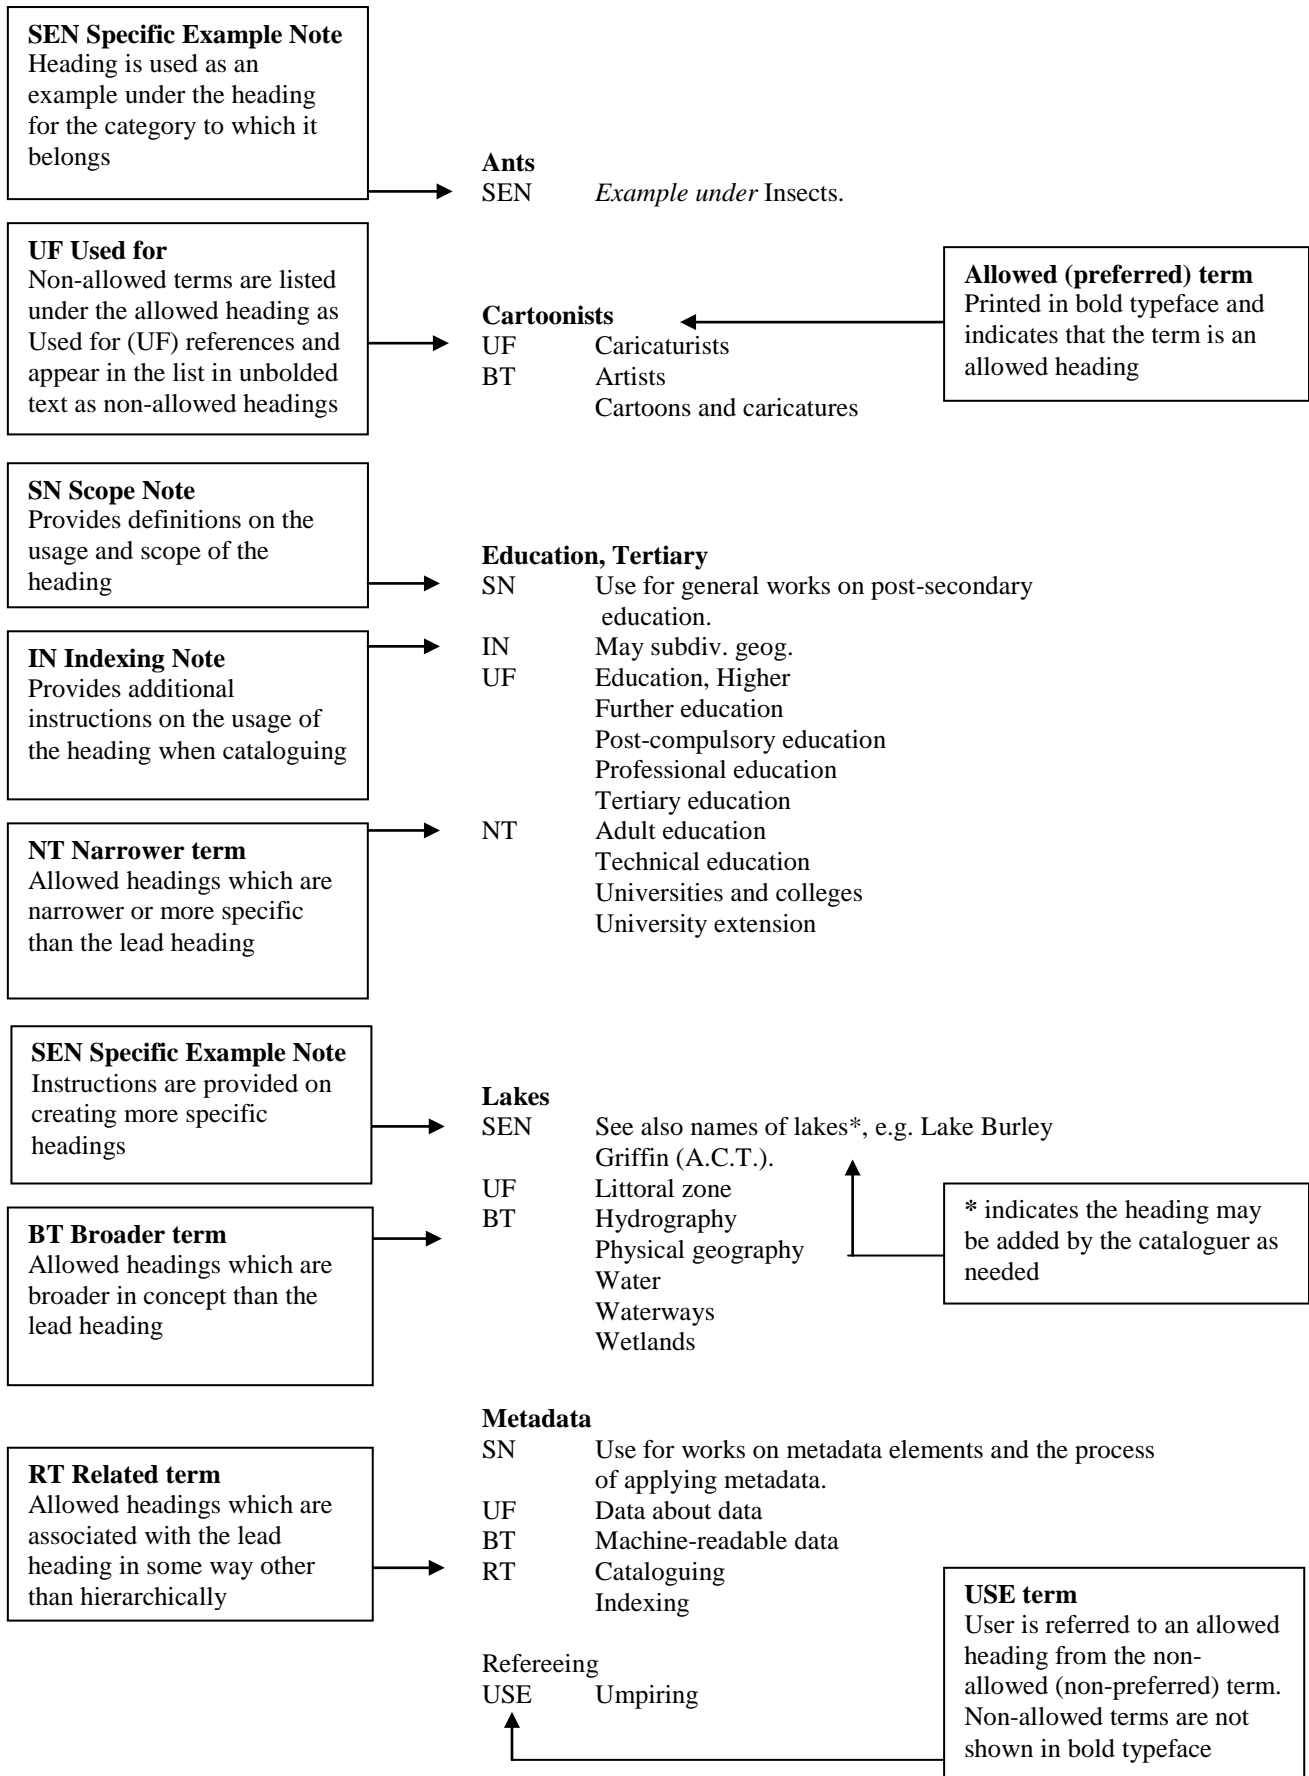 SEN Specific Example Note
Heading is used as an
example under the heading
for the category to which it
belongs
Ants
SEN Example under Insects.
UF Used for
Non-allowed terms are listed
under the allowed heading as
Used for (UF) references and
appear in the list in unbolded
text as non-allowed headings
Cartoonists
UF Caricaturists
BT Artists
Cartoons and caricatures
Allowed (preferred) term
Printed in bold typeface and
indicates that the term is an
allowed heading
SN Scope Note
Provides definitions on the
usage and scope of the
heading
IN Indexing Note
Provides additional
instructions on the usage of
the heading when cataloguing
NT Narrower term
Allowed headings which are
narrower or more specific
than the lead heading
Education, Tertiary
SN Use for general works on post-secondary
education.
IN May subdiv. geog.
UF Education, Higher
Further education
Post-compulsory education
Professional education
Tertiary education
NT Adult education
Technical education
Universities and colleges
University extension
SEN Specific Example Note
Instructions are provided on
creating more specific
headings
BT Broader term
Allowed headings which are
broader in concept than the
lead heading
Lakes
SEN See also names of lakes*, e.g. Lake Burley
Griffin (A.C.T.).
UF Littoral zone
BT Hydrography
Physical geography
Water
Waterways
Wetlands
* indicates the heading may
be added by the cataloguer as
needed
RT Related term
Allowed headings which are
associated with the lead
heading in some way other
than hierarchically
Metadata
SN Use for works on metadata elements and the process
of applying metadata.
UF Data about data
BT Machine-readable data
RT Cataloguing
Indexing
Refereeing
USE Umpiring
USE term
User is referred to an allowed
heading from the non-
allowed (non-preferred) term.
Non-allowed terms are not
shown in bold typeface